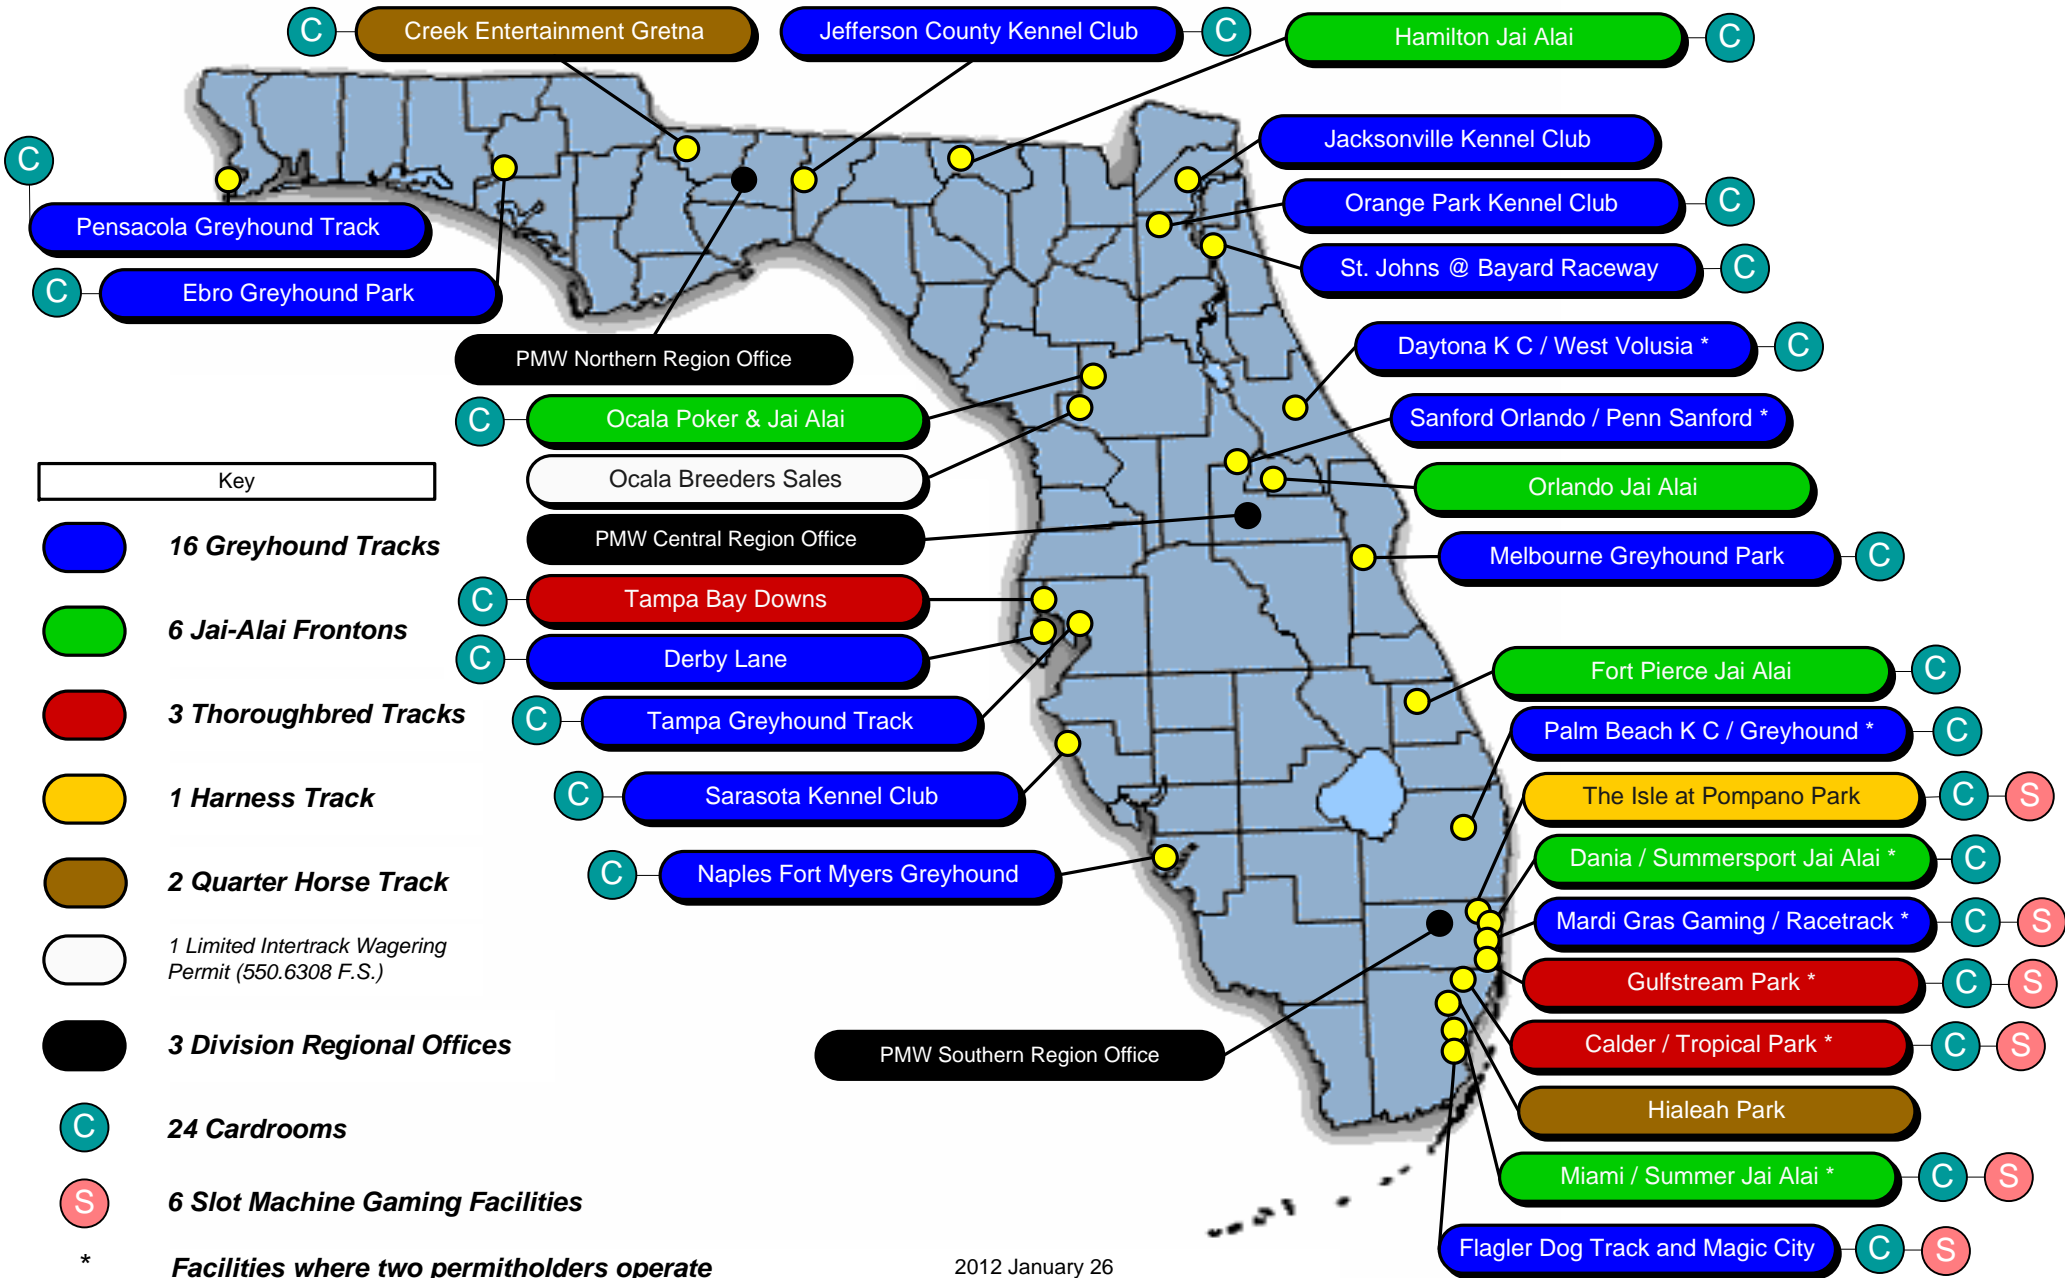 C Creek Entertainment Gretna
Jefferson County Kennel Club C
Hamilton Jai Alai C
Jacksonville Kennel Club
C
Orange Park Kennel Club C
Pensacola Greyhound Track
St. Johns @ Bayard Raceway C
C Ebro Greyhound Park
PMW Northern Region Office
Daytona K C / West Volusia * C
C Ocala Poker & Jai Alai
Sanford Orlando / Penn Sanford *
Ocala Breeders Sales
Orlando Jai Alai
PMW Central Region Office
Melbourne Greyhound Park C
C Tampa Bay Downs
C Derby Lane
Fort Pierce Jai Alai C
C Tampa Greyhound Track
Palm Beach K C / Greyhound * C
C Sarasota Kennel Club
The Isle at Pompano Park C S
C Naples Fort Myers Greyhound
Dania / Summersport Jai Alai * C
Mardi Gras Gaming / Racetrack * C S
Gulfstream Park * C S
PMW Southern Region Office
Calder / Tropical Park * C S
Hialeah Park
Miami / Summer Jai Alai * C S
Flagler Dog Track and Magic City C S
Key
16 Greyhound Tracks
6 Jai-Alai Frontons
3 Thoroughbred Tracks
1 Harness Track
2 Quarter Horse Track
1 Limited Intertrack Wagering
Permit (550.6308 F.S.)
3 Division Regional Offices
C 24 Cardrooms
S 6 Slot Machine Gaming Facilities
* Facilities where two permitholders operate
2012 January 26